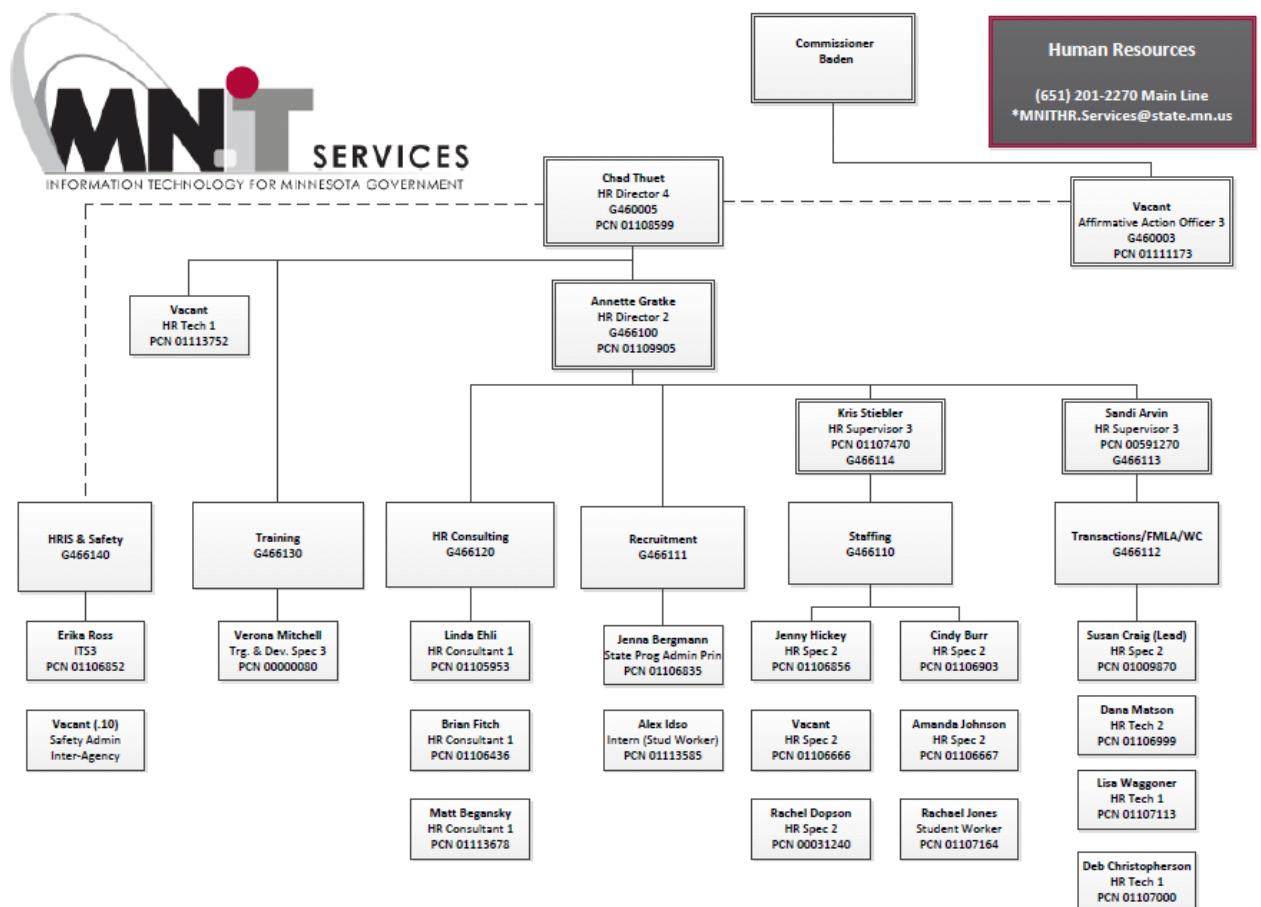 MN.IT SERVICES
INFORMATION TECHNOLOGY FOR MINNESOTA GOVERNMENT
Commissioner
Baden
Human Resources
(651) 201-2270 Main Line
*MNITHR.Services@state.mn.us
Chad Thuet
HR Director 4
G460005
PCN 01108599
Vacant
Affirmative Action Officer 3
G460003
PCN 01111173
Vacant
HR Tech 1
PCN 01113752
Annette Gratke
HR Director 2
G466100
PCN 01109905
Kris Stiebler
HR Supervisor 3
PCN 01107470
G466114
Sandi Arvin
HR Supervisor 3
PCN 00591270
G466113
HRIS & Safety
G466140
Training
G466130
HR Consulting
G466120
Recruitment
G466111
Staffing
G466110
Transactions/FMLA/WC
G466112
Erika Ross
ITS3
PCN 01106852
Verona Mitchell
Trg. & Dev. Spec 3
PCN 00000080
Linda Ehli
HR Consultant 1
PCN 01105953
Jenna Bergmann
State Prog Admin Prin
PCN 01106835
Jenny Hickey
HR Spec 2
PCN 01106856
Cindy Burr
HR Spec 2
PCN 01106903
Susan Craig (Lead)
HR Spec 2
PCN 01009870
Vacant (.10)
Safety Admin
Inter-Agency
Brian Fitch
HR Consultant 1
PCN 01106436
Alex Idso
Intern (Stud Worker)
PCN 01113585
Vacant
HR Spec 2
PCN 01106666
Amanda Johnson
HR Spec 2
PCN 01106667
Dana Matson
HR Tech 2
PCN 01106999
Matt Begansky
HR Consultant 1
PCN 01113678
Rachel Dopson
HR Spec 2
PCN 00031240
Rachael Jones
Student Worker
PCN 01107164
Lisa Waggoner
HR Tech 1
PCN 01107113
Deb Christopherson
HR Tech 1
PCN 01107000